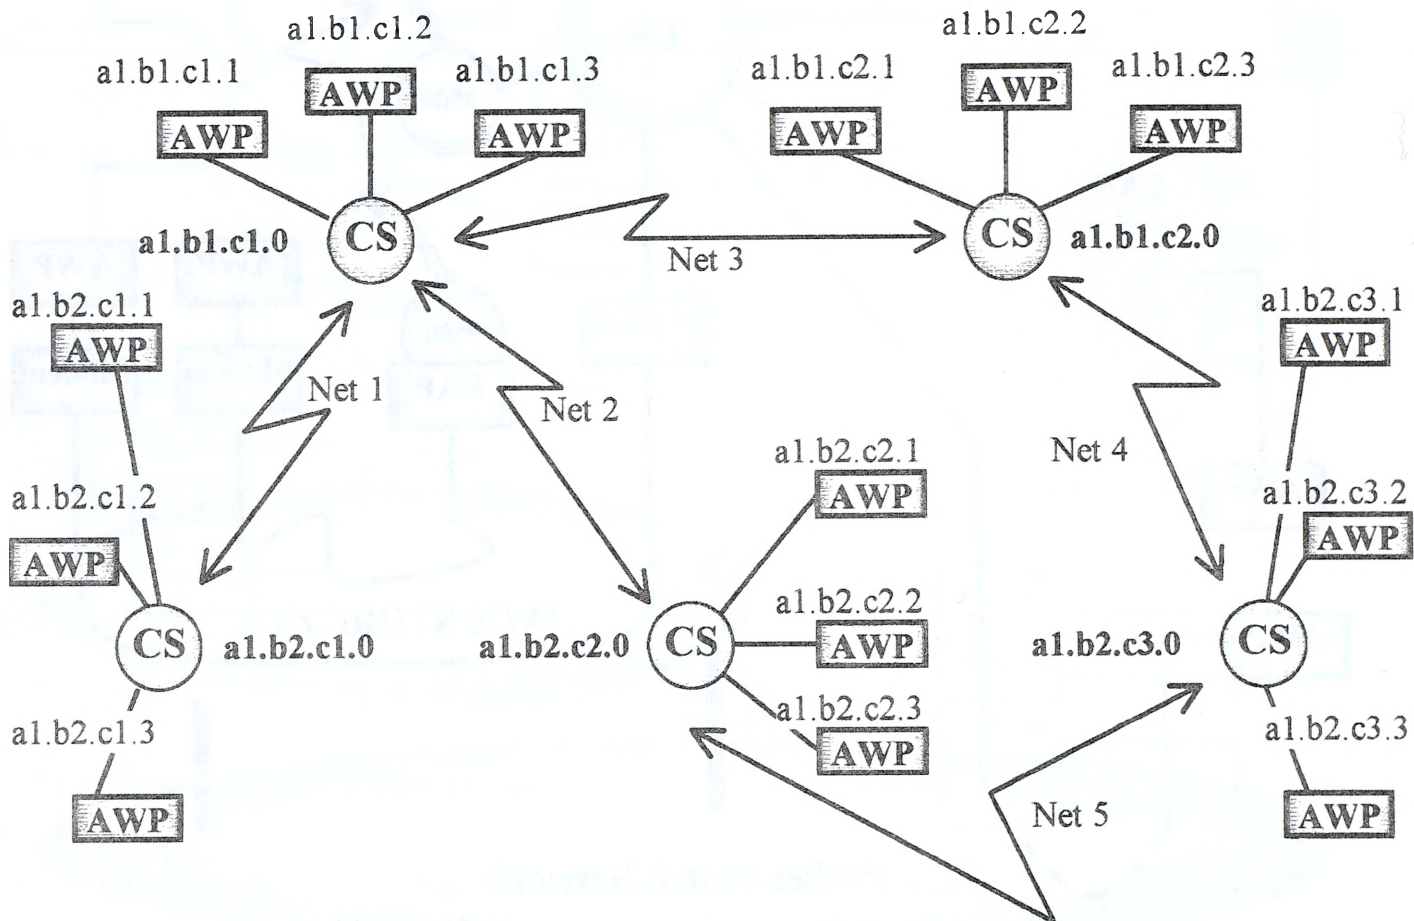 a1.b1.c1.2
a1.b1.c2.2
a1.b1.c1.1
a1.b1.c1.3
a1.b1.c2.1
a1.b1.c2.3
AWP
AWP
AWP
AWP
AWP
AWP
a1.b1.c1.0
CS
Net 3
CS
a1.b1.c2.0
a1.b2.c1.1
AWP
a1.b2.c3.1
AWP
Net 1
Net 2
Net 4
a1.b2.c2.1
AWP
a1.b2.c1.2
AWP
a1.b2.c3.2
AWP
CS
a1.b2.c1.0
a1.b2.c2.0
CS
a1.b2.c2.2
AWP
a1.b2.c3.0
CS
a1.b2.c2.3
AWP
a1.b2.c1.3
AWP
a1.b2.c3.3
AWP
Net 5